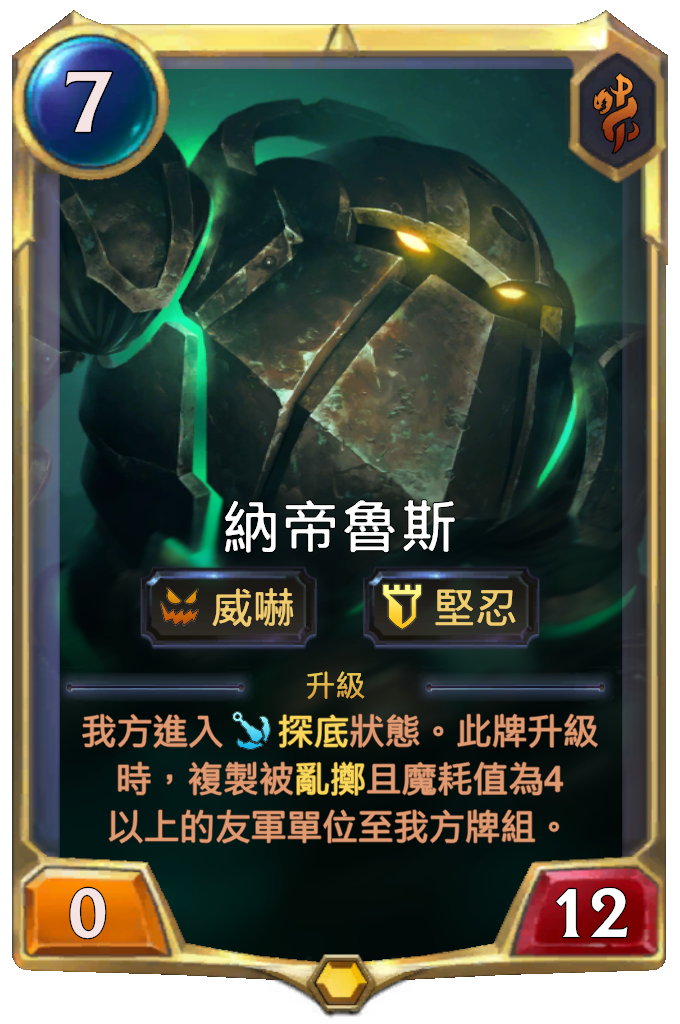 7
納帝魯斯
威嚇
堅忍
升級
我方進入探底狀態。此牌升級
時，複製被亂擲且魔耗值為4
以上的友軍單位至我方牌組。
0
12